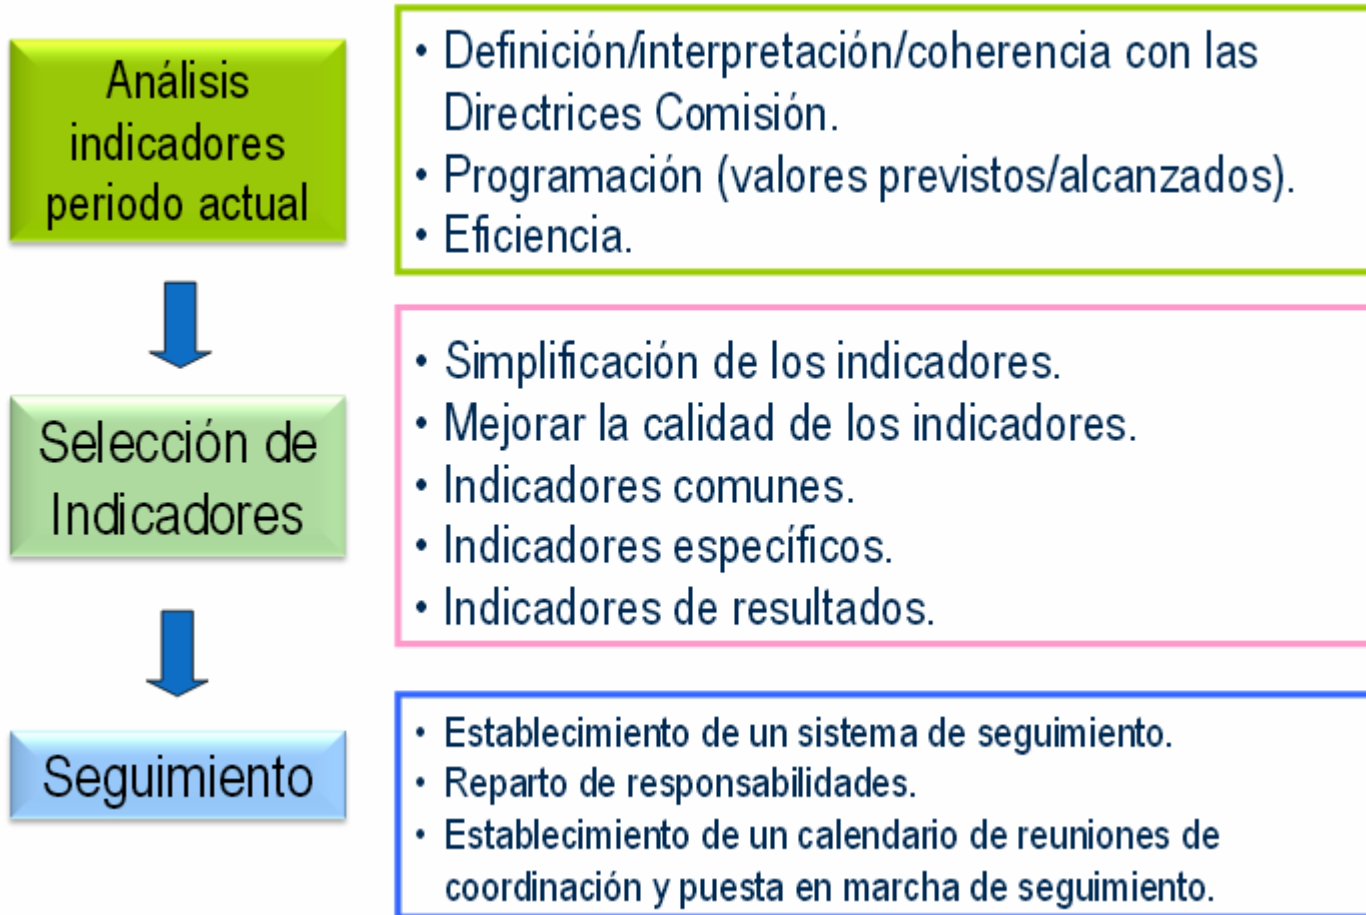 Análisis
indicadores
periodo actual
• Definición/interpretación/coherencia con las
Directrices Comisión.
• Programación (valores previstos/alcanzados).
• Eficiencia.
Selección de
Indicadores
• Simplificación de los indicadores.
• Mejorar la calidad de los indicadores.
• Indicadores comunes.
• Indicadores específicos.
• Indicadores de resultados.
Seguimiento
• Establecimiento de un sistema de seguimiento.
• Reparto de responsabilidades.
• Establecimiento de un calendario de reuniones de
coordinación y puesta en marcha de seguimiento.